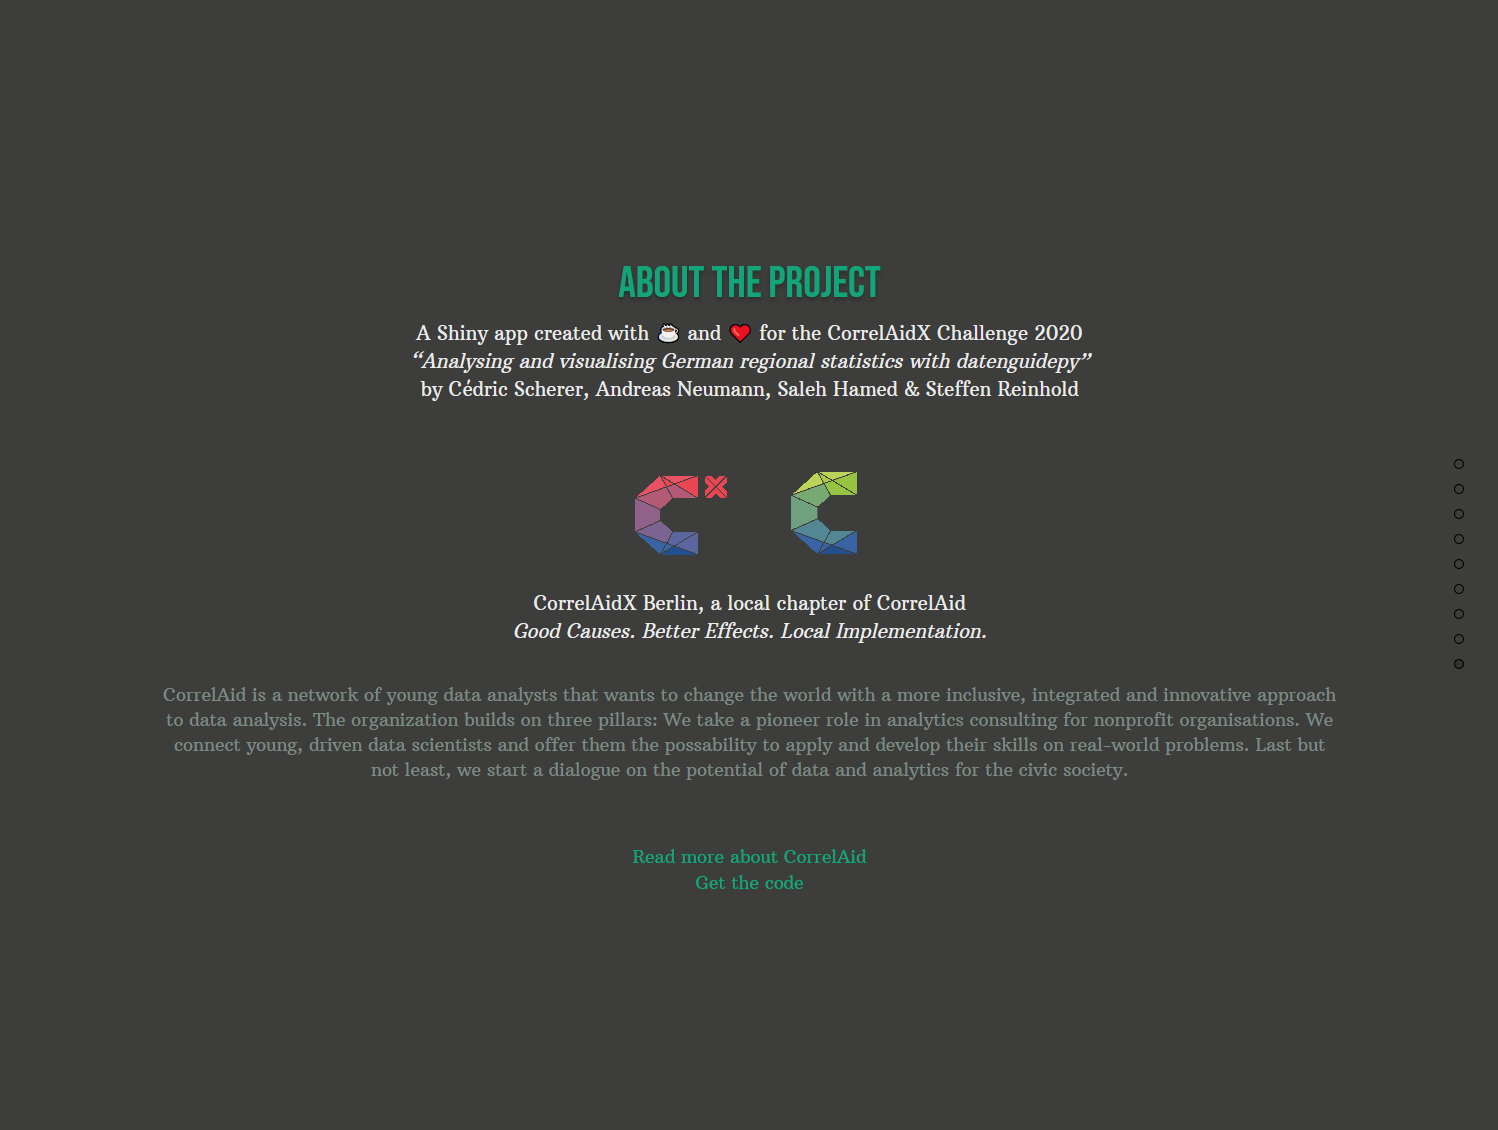 ABOUT THE PROJECT
A Shiny app created with ☕ and ❤ for the CorrelAidX Challenge 2020
“Analysing and visualising German regional statistics with datenguidepy”
by Cédric Scherer, Andreas Neumann, Saleh Hamed & Steffen Reinhold
CorrelAidX Berlin, a local chapter of CorrelAid
Good Causes. Better Effects. Local Implementation.
CorrelAid is a network of young data analysts that wants to change the world with a more inclusive, integrated and innovative approach
to data analysis. The organization builds on three pillars: We take a pioneer role in analytics consulting for nonprofit organisations. We
connect young, driven data scientists and offer them the possability to apply and develop their skills on real-world problems. Last but
not least, we start a dialogue on the potential of data and analytics for the civic society.
Read more about CorrelAid
Get the code